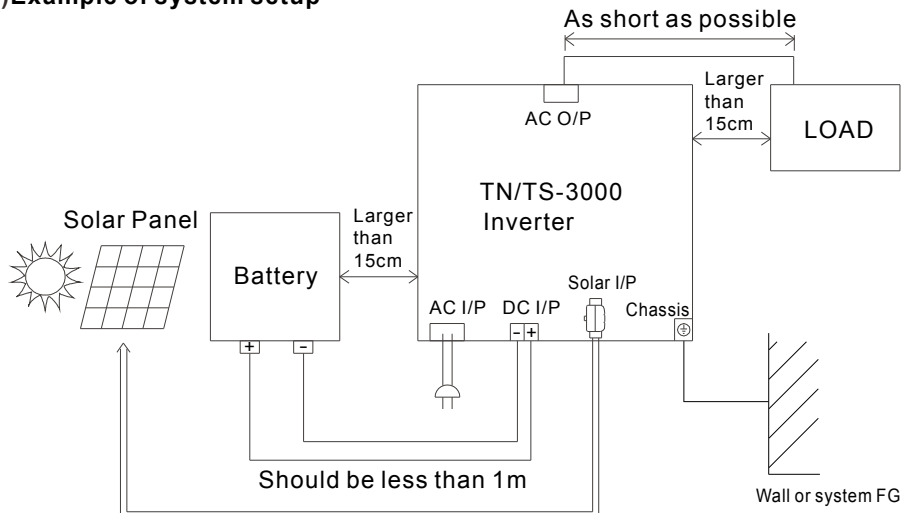 )Example of system setup
As short as possible
AC O/P
Larger
than
15cm
LOAD
TN/TS-3000
Inverter
Solar Panel
Battery
Larger
than
15cm
AC I/P
DC I/P
Solar I/P
Chassis
- +
+ -
Should be less than 1m
Wall or system FG